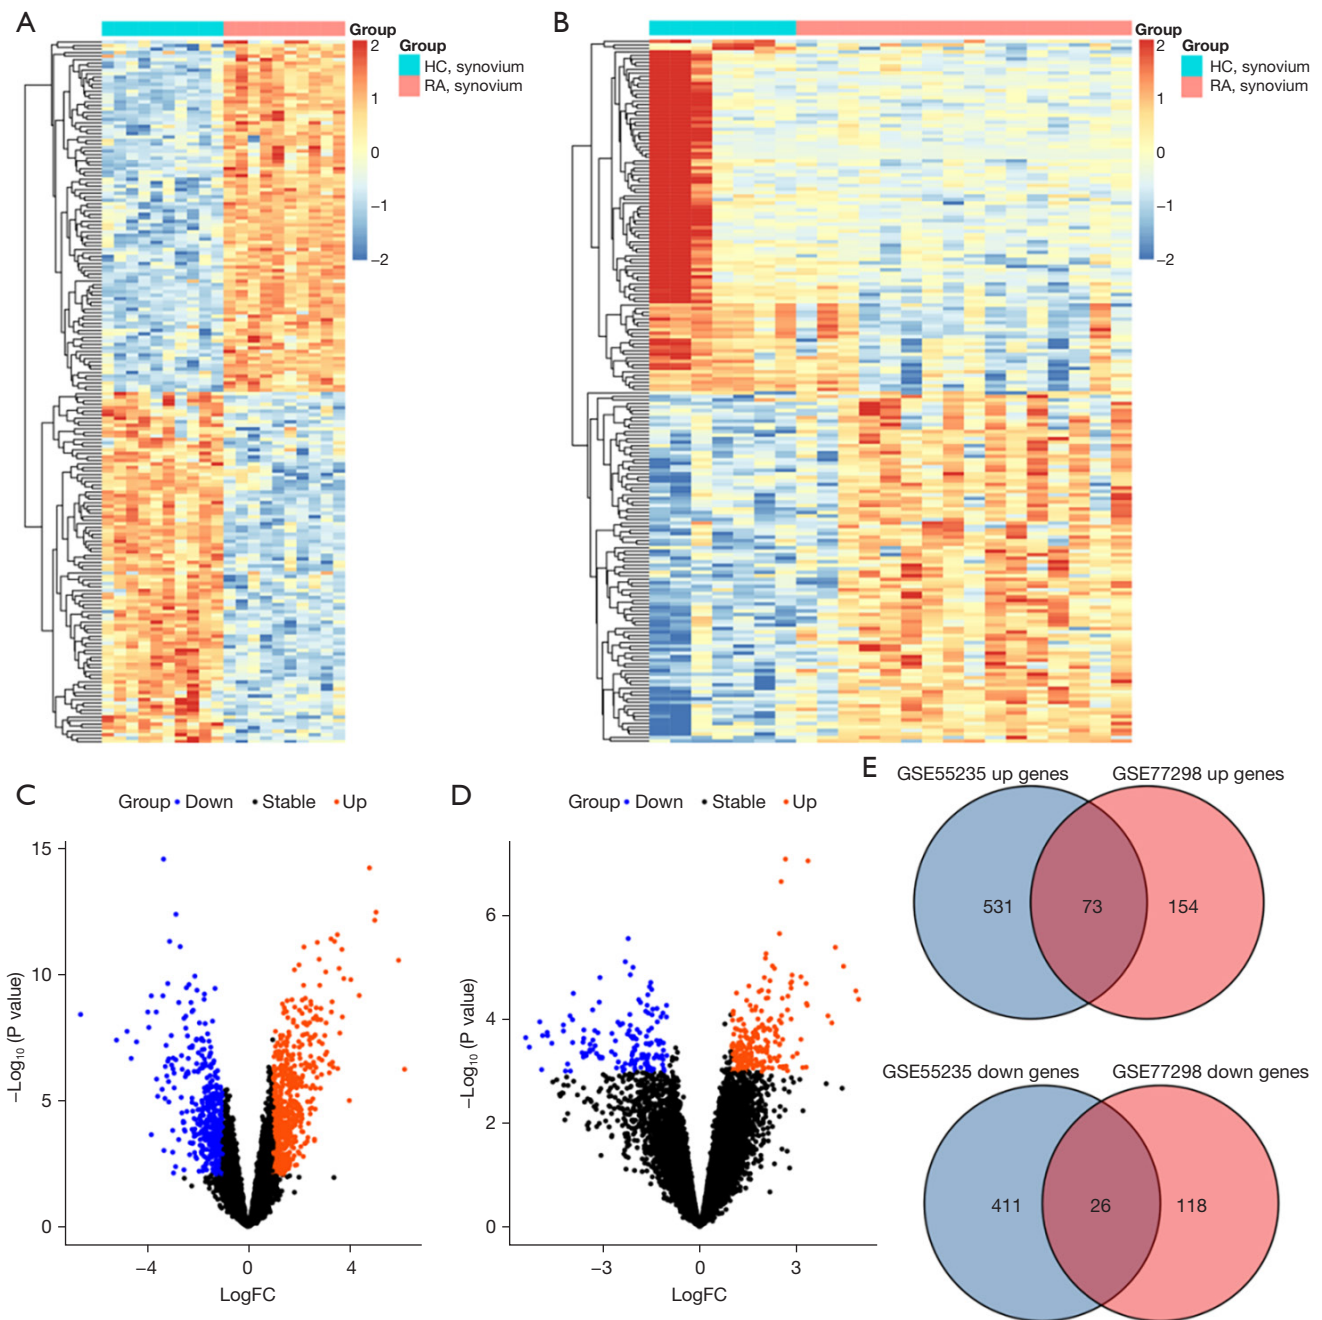 A
Group
2
1
0
−1
−2
Group
HC, synovium
RA, synovium
B
Group
2
1
0
−1
−2
Group
HC, synovium
RA, synovium
C
Group Down Stable Up
15
10
5
0
−Log₁₀ (P value)
−4 0 4
LogFC
D
Group Down Stable Up
6
4
2
0
−Log₁₀ (P value)
−3 0 3
LogFC
E
GSE55235 up genes GSE77298 up genes
531 73 154
GSE55235 down genes GSE77298 down genes
411 26 118